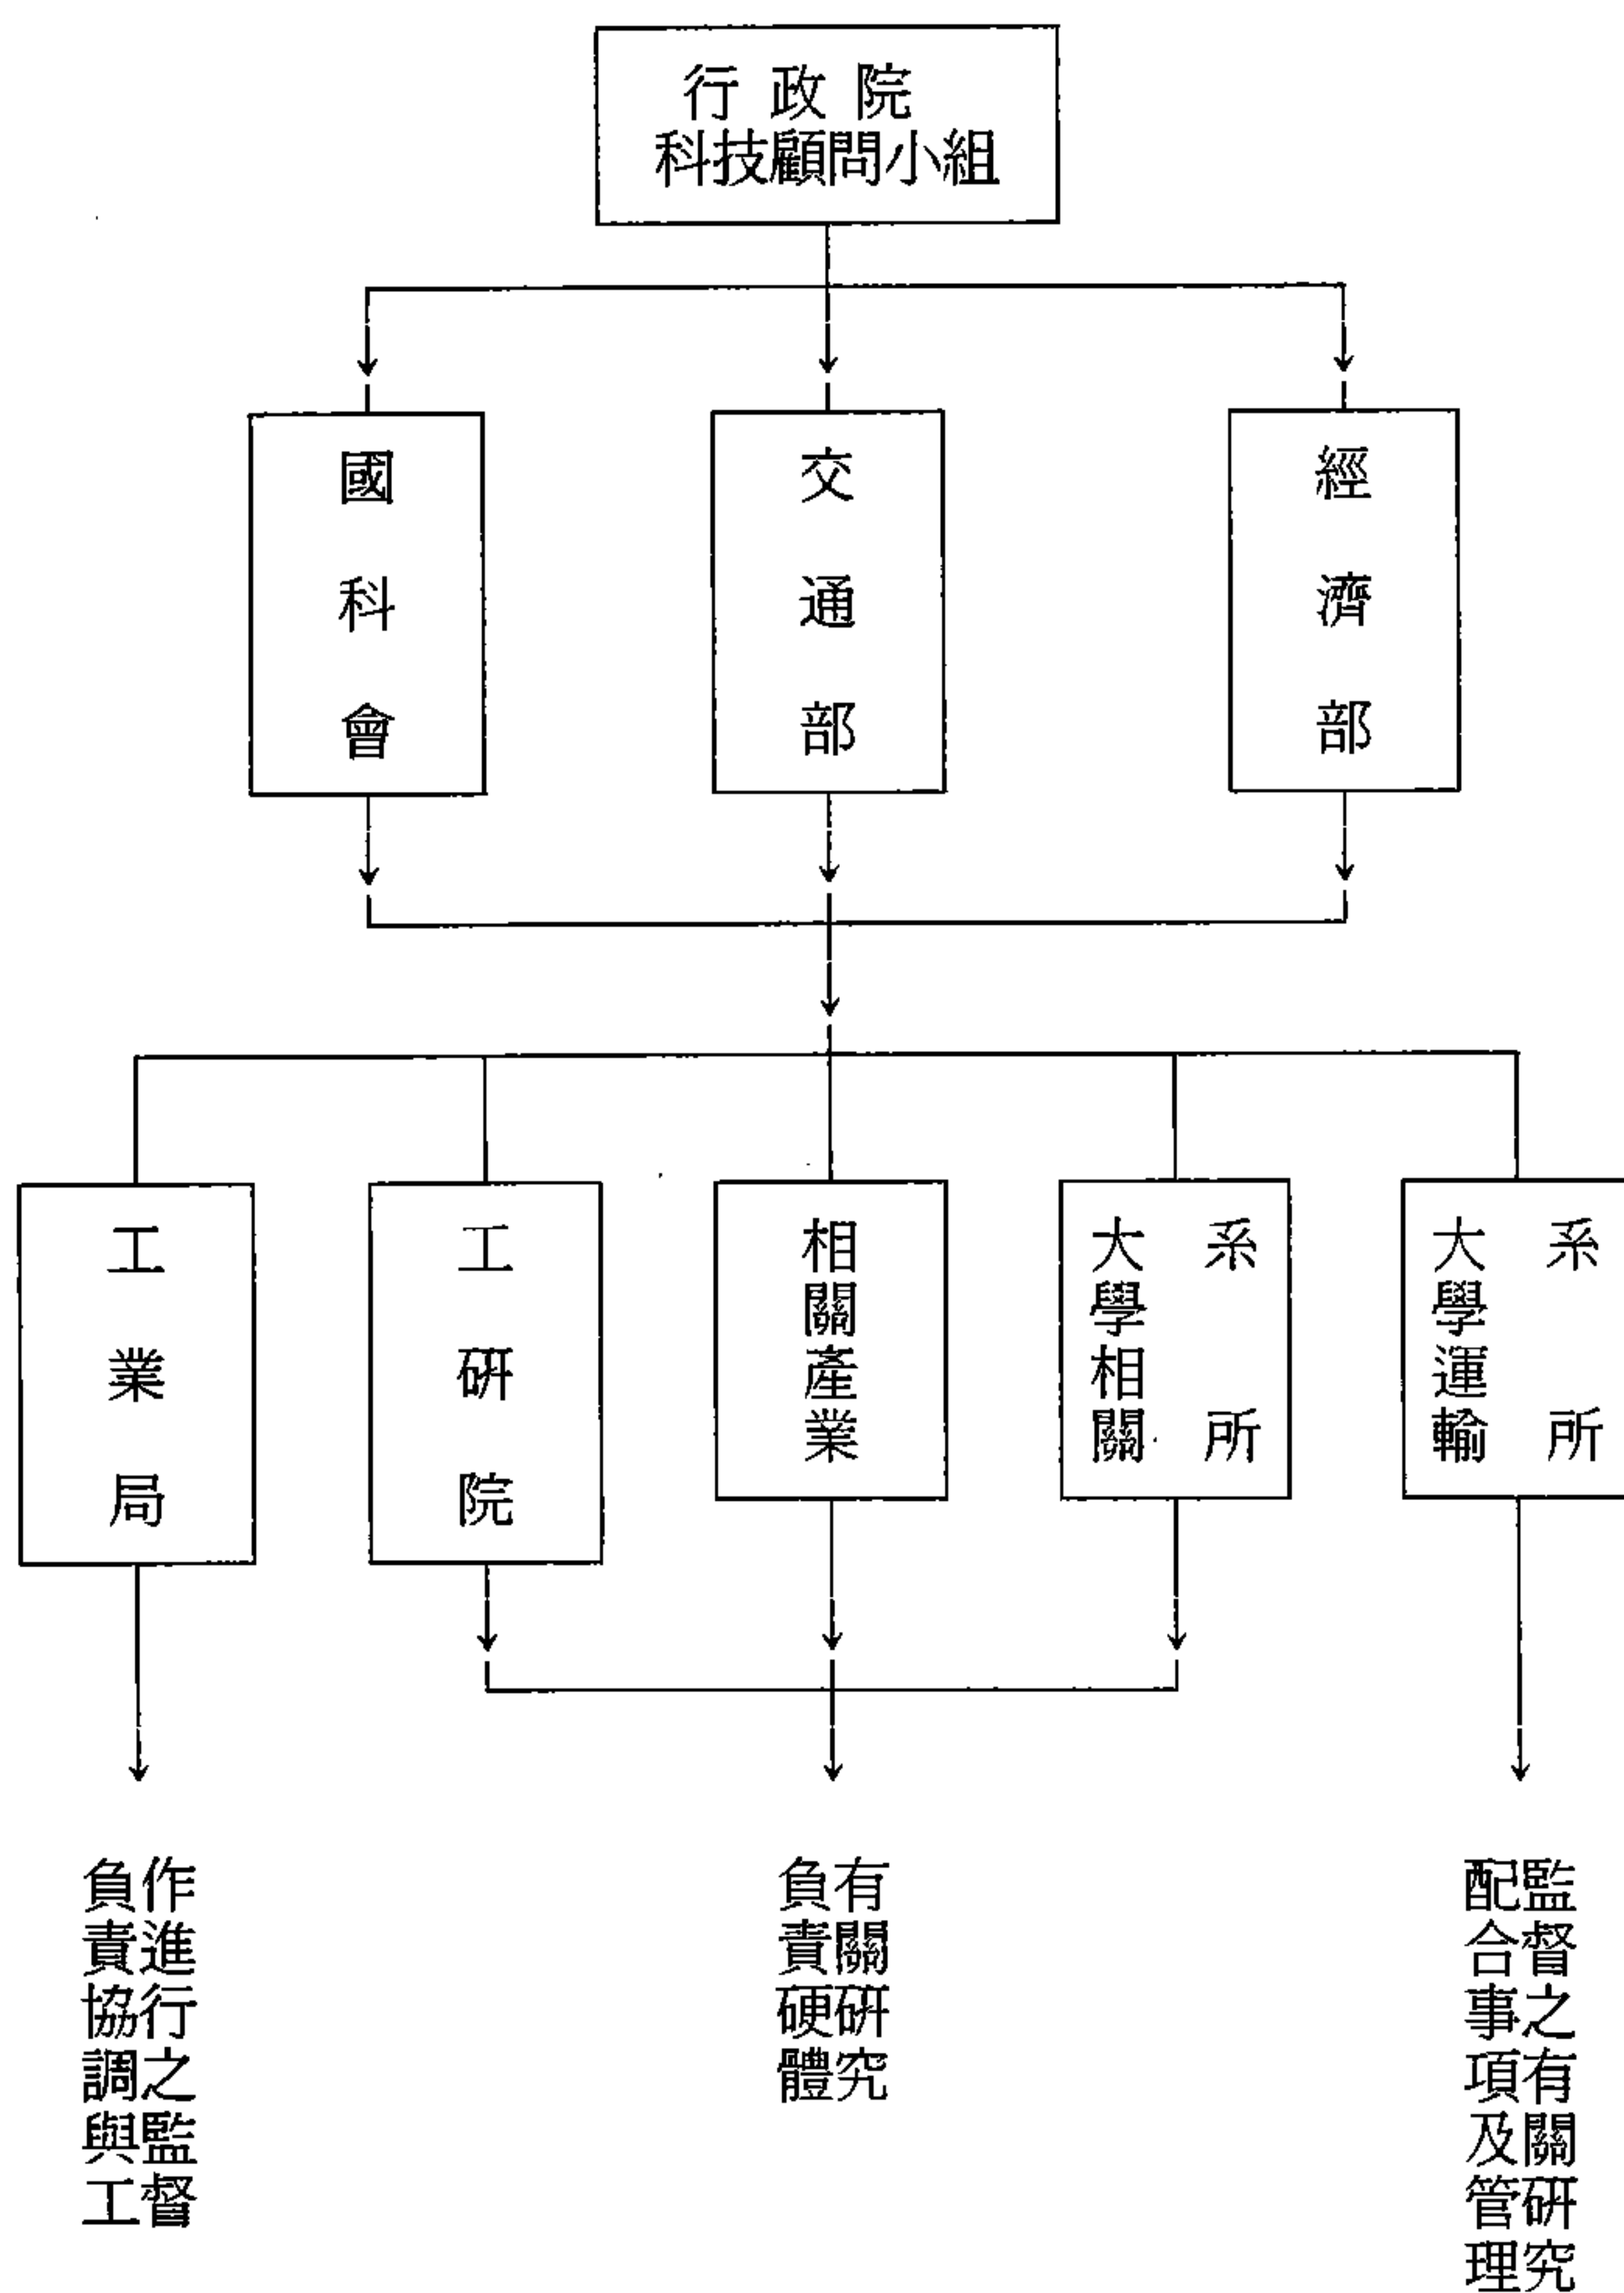 行政院
科技顧問小組
國科會
交通部
經濟部
工業局
工研院
相關產業
大學相關
系所
大學運輸
系所
負責協調與工
作進行之監督
負責硬體
有關研究
配合事項及管理
監督之有關研究